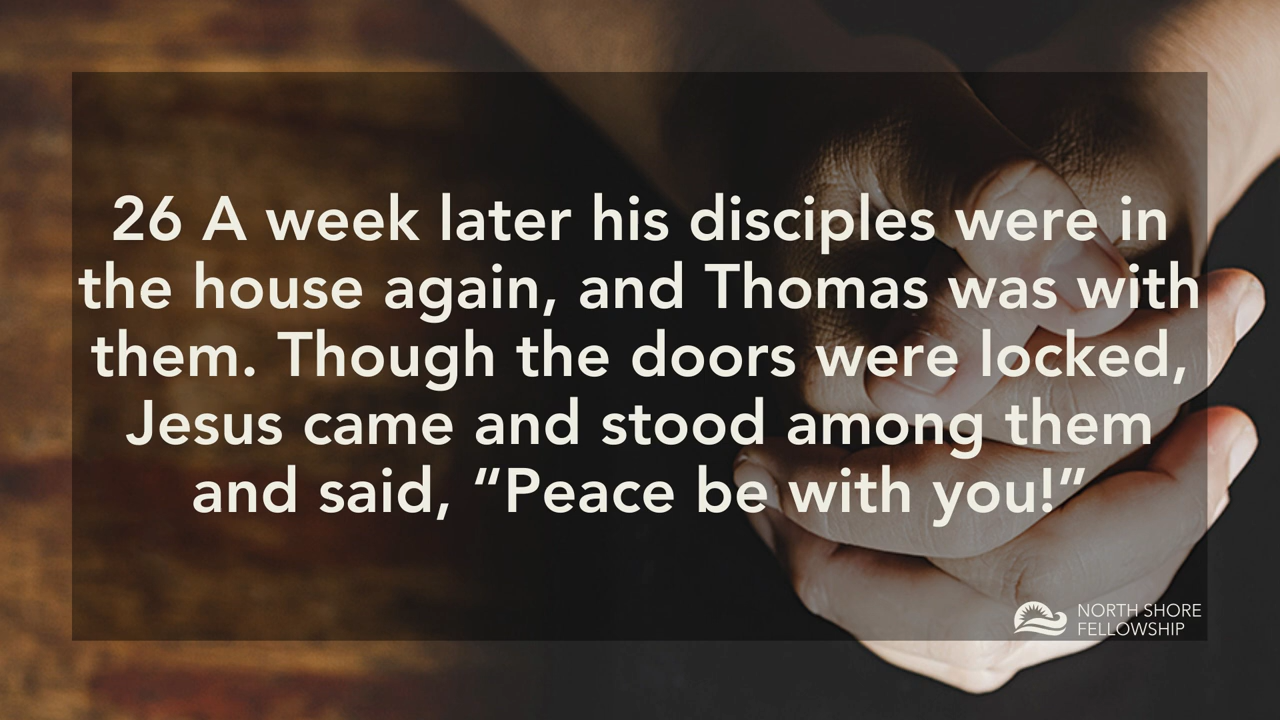 26 A week later his disciples were in
the house again, and Thomas was with
them. Though the doors were locked,
Jesus came and stood among them
and said, “Peace be with you!”
NORTH SHORE
FELLOWSHIP